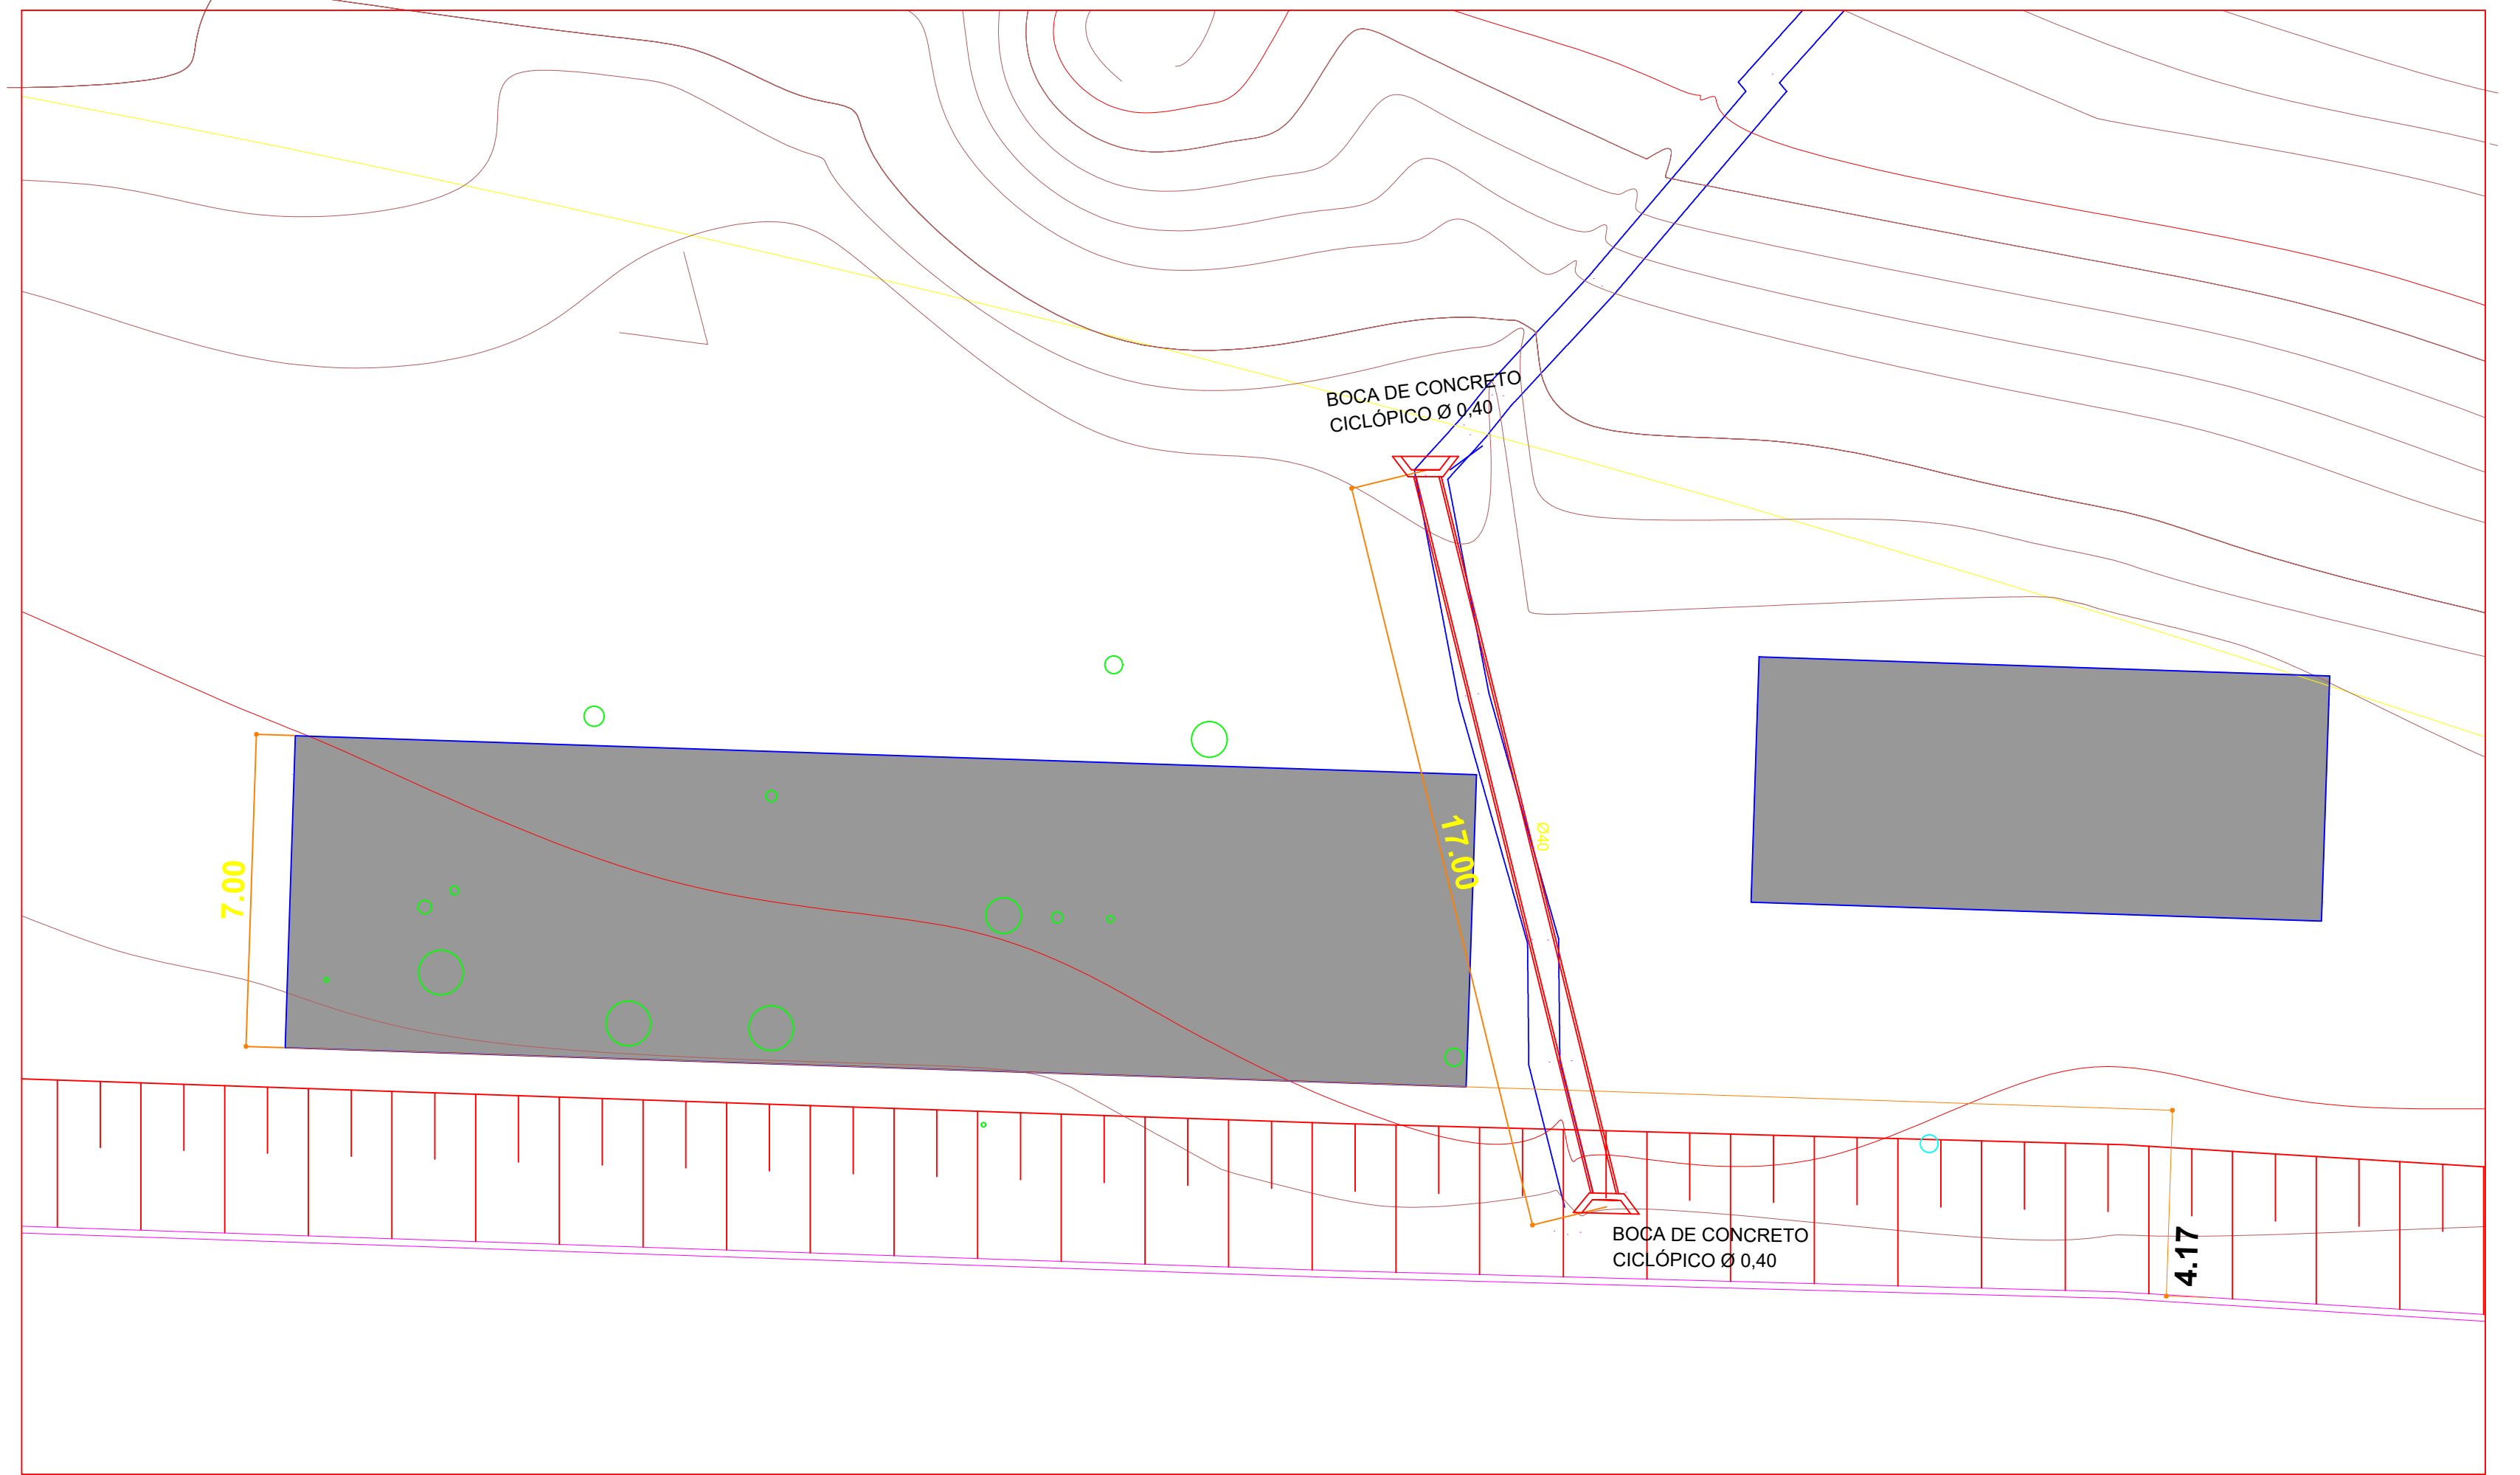 BOCA DE CONCRETO
CICLÓPICO Ø 0,40
17.00
Ø40
7.00
BOCA DE CONCRETO
CICLÓPICO Ø 0,40
4.17